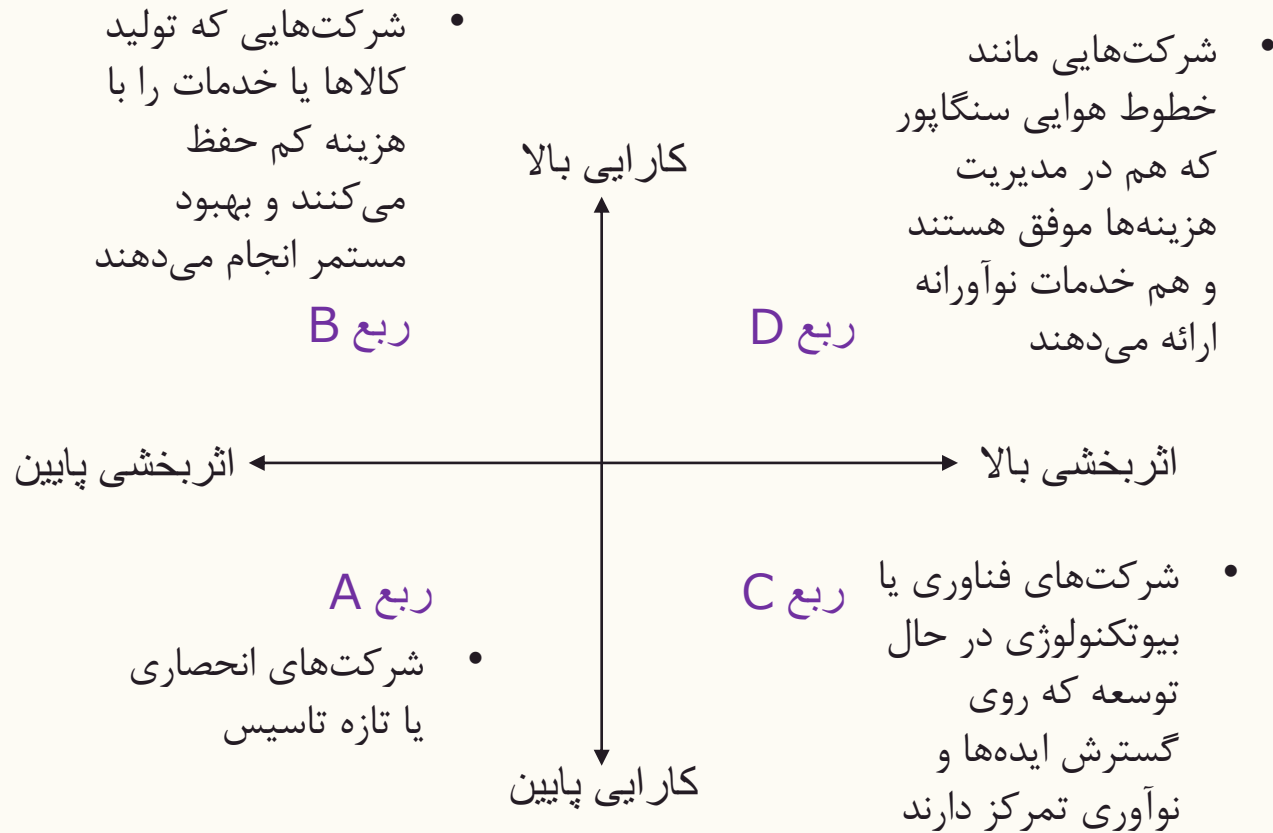 • شرکت‌هایی مانند
خطوط هوایی سنگاپور
که هم در مدیریت
هزینه‌ها موفق هستند
و هم خدمات نوآورانه
ارائه می‌دهند
ربع D
کارایی بالا
• شرکت‌هایی که تولید
کالاها یا خدمات را با
هزینه کم حفظ
می‌کنند و بهبود
مستمر انجام می‌دهند
ربع B
اثربخشی بالا
اثربخشی پایین
• شرکت‌های فناوری یا
بیوتکنولوژی در حال
توسعه که روی
گسترش ایده‌ها و
نوآوری تمرکز دارند
ربع C
ربع A
• شرکت‌های انحصاری
یا تازه تاسیس
کارایی پایین